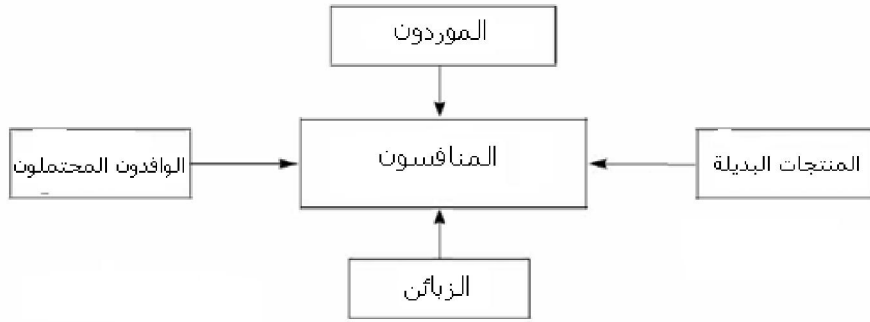 الموردون
المنافسون
المنتجات البديلة
الوافدون المحتملون
الزبائن